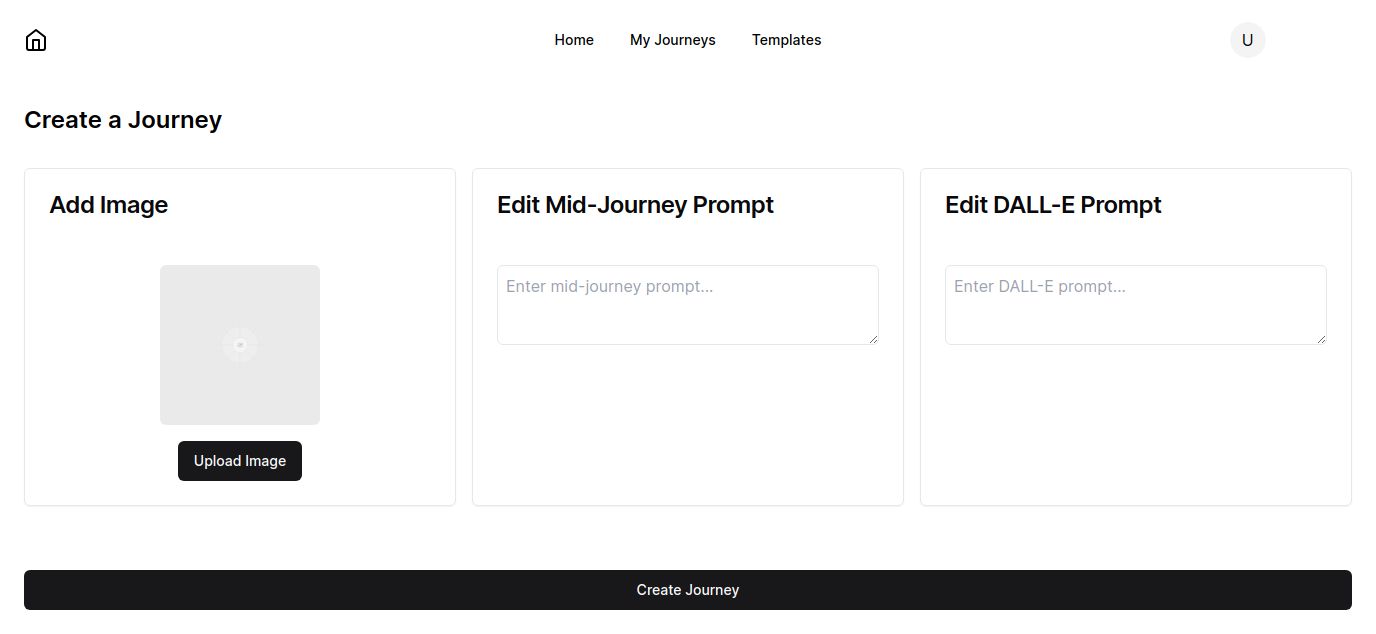 Home My Journeys Templates U
Create a Journey
Add Image
Upload Image
Edit Mid-Journey Prompt
Enter mid-journey prompt...
Edit DALL-E Prompt
Enter DALL-E prompt...
Create Journey